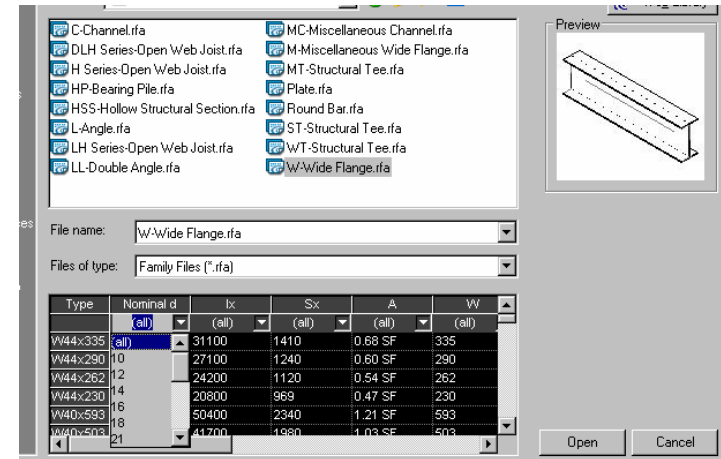 Preview
C-Channel.rfa
DLH Series-Open Web Joist.rfa
H Series-Open Web Joist.rfa
HP-Bearing Pile.rfa
HSS-Hollow Structural Section.rfa
L-Angle.rfa
LH Series-Open Web Joist.rfa
LL-Double Angle.rfa
MC-Miscellaneous Channel.rfa
M-Miscellaneous Wide Flange.rfa
MT-Structural Tee.rfa
Plate.rfa
Round Bar.rfa
ST-Structural Tee.rfa
WT-Structural Tee.rfa
W-Wide Flange.rfa
File name: W-Wide Flange.rfa
Files of type: Family Files (*.rfa)
Type Nominal d Ix Sx A W
(all) (all) (all) (all) (all)
W44x335 (all) 31100 1410 0.68 SF 335
W44x290 10 27100 1240 0.60 SF 290
W44x262 12 24200 1120 0.54 SF 262
W44x230 14 20800 969 0.47 SF 230
W40x593 16 50400 2340 1.21 SF 593
18
W40x503 21 41700 1980 1.03 SF 503
Open Cancel